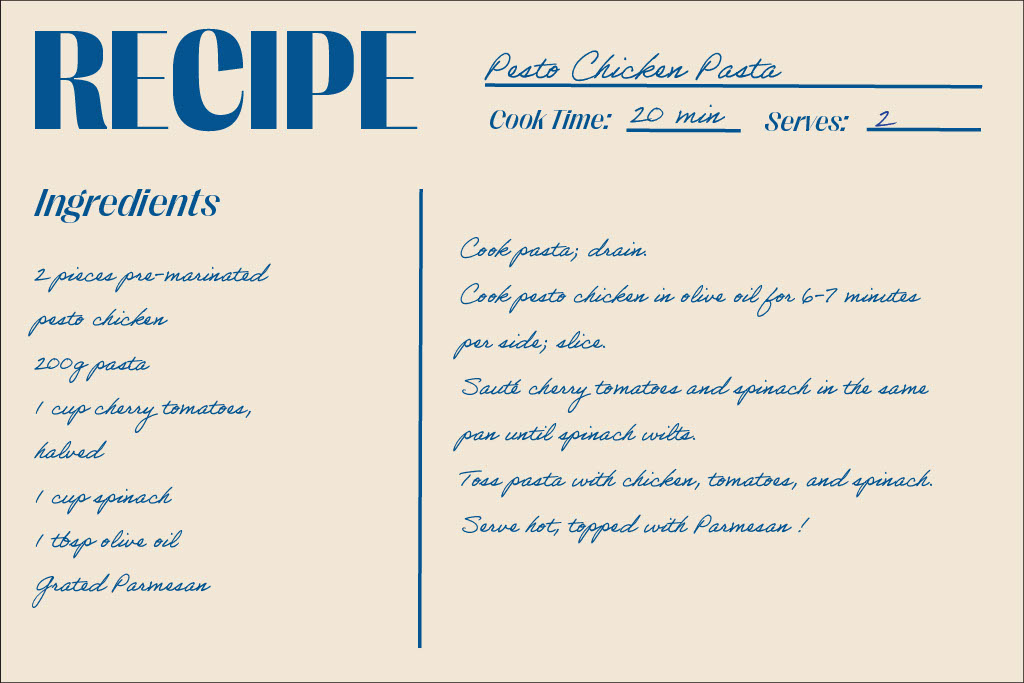 RECIPE
Pesto Chicken Pasta
Cook Time: 20 min Serves: 2
Ingredients
2 pieces pre-marinated
pesto chicken
200g pasta
1 cup cherry tomatoes,
halved
1 cup spinach
1 tbsp olive oil
Grated Parmesan
Cook pasta; drain.
Cook pesto chicken in olive oil for 6-7 minutes
per side; slice.
Sauté cherry tomatoes and spinach in the same
pan until spinach wilts.
Toss pasta with chicken, tomatoes, and spinach.
Serve hot, topped with Parmesan !